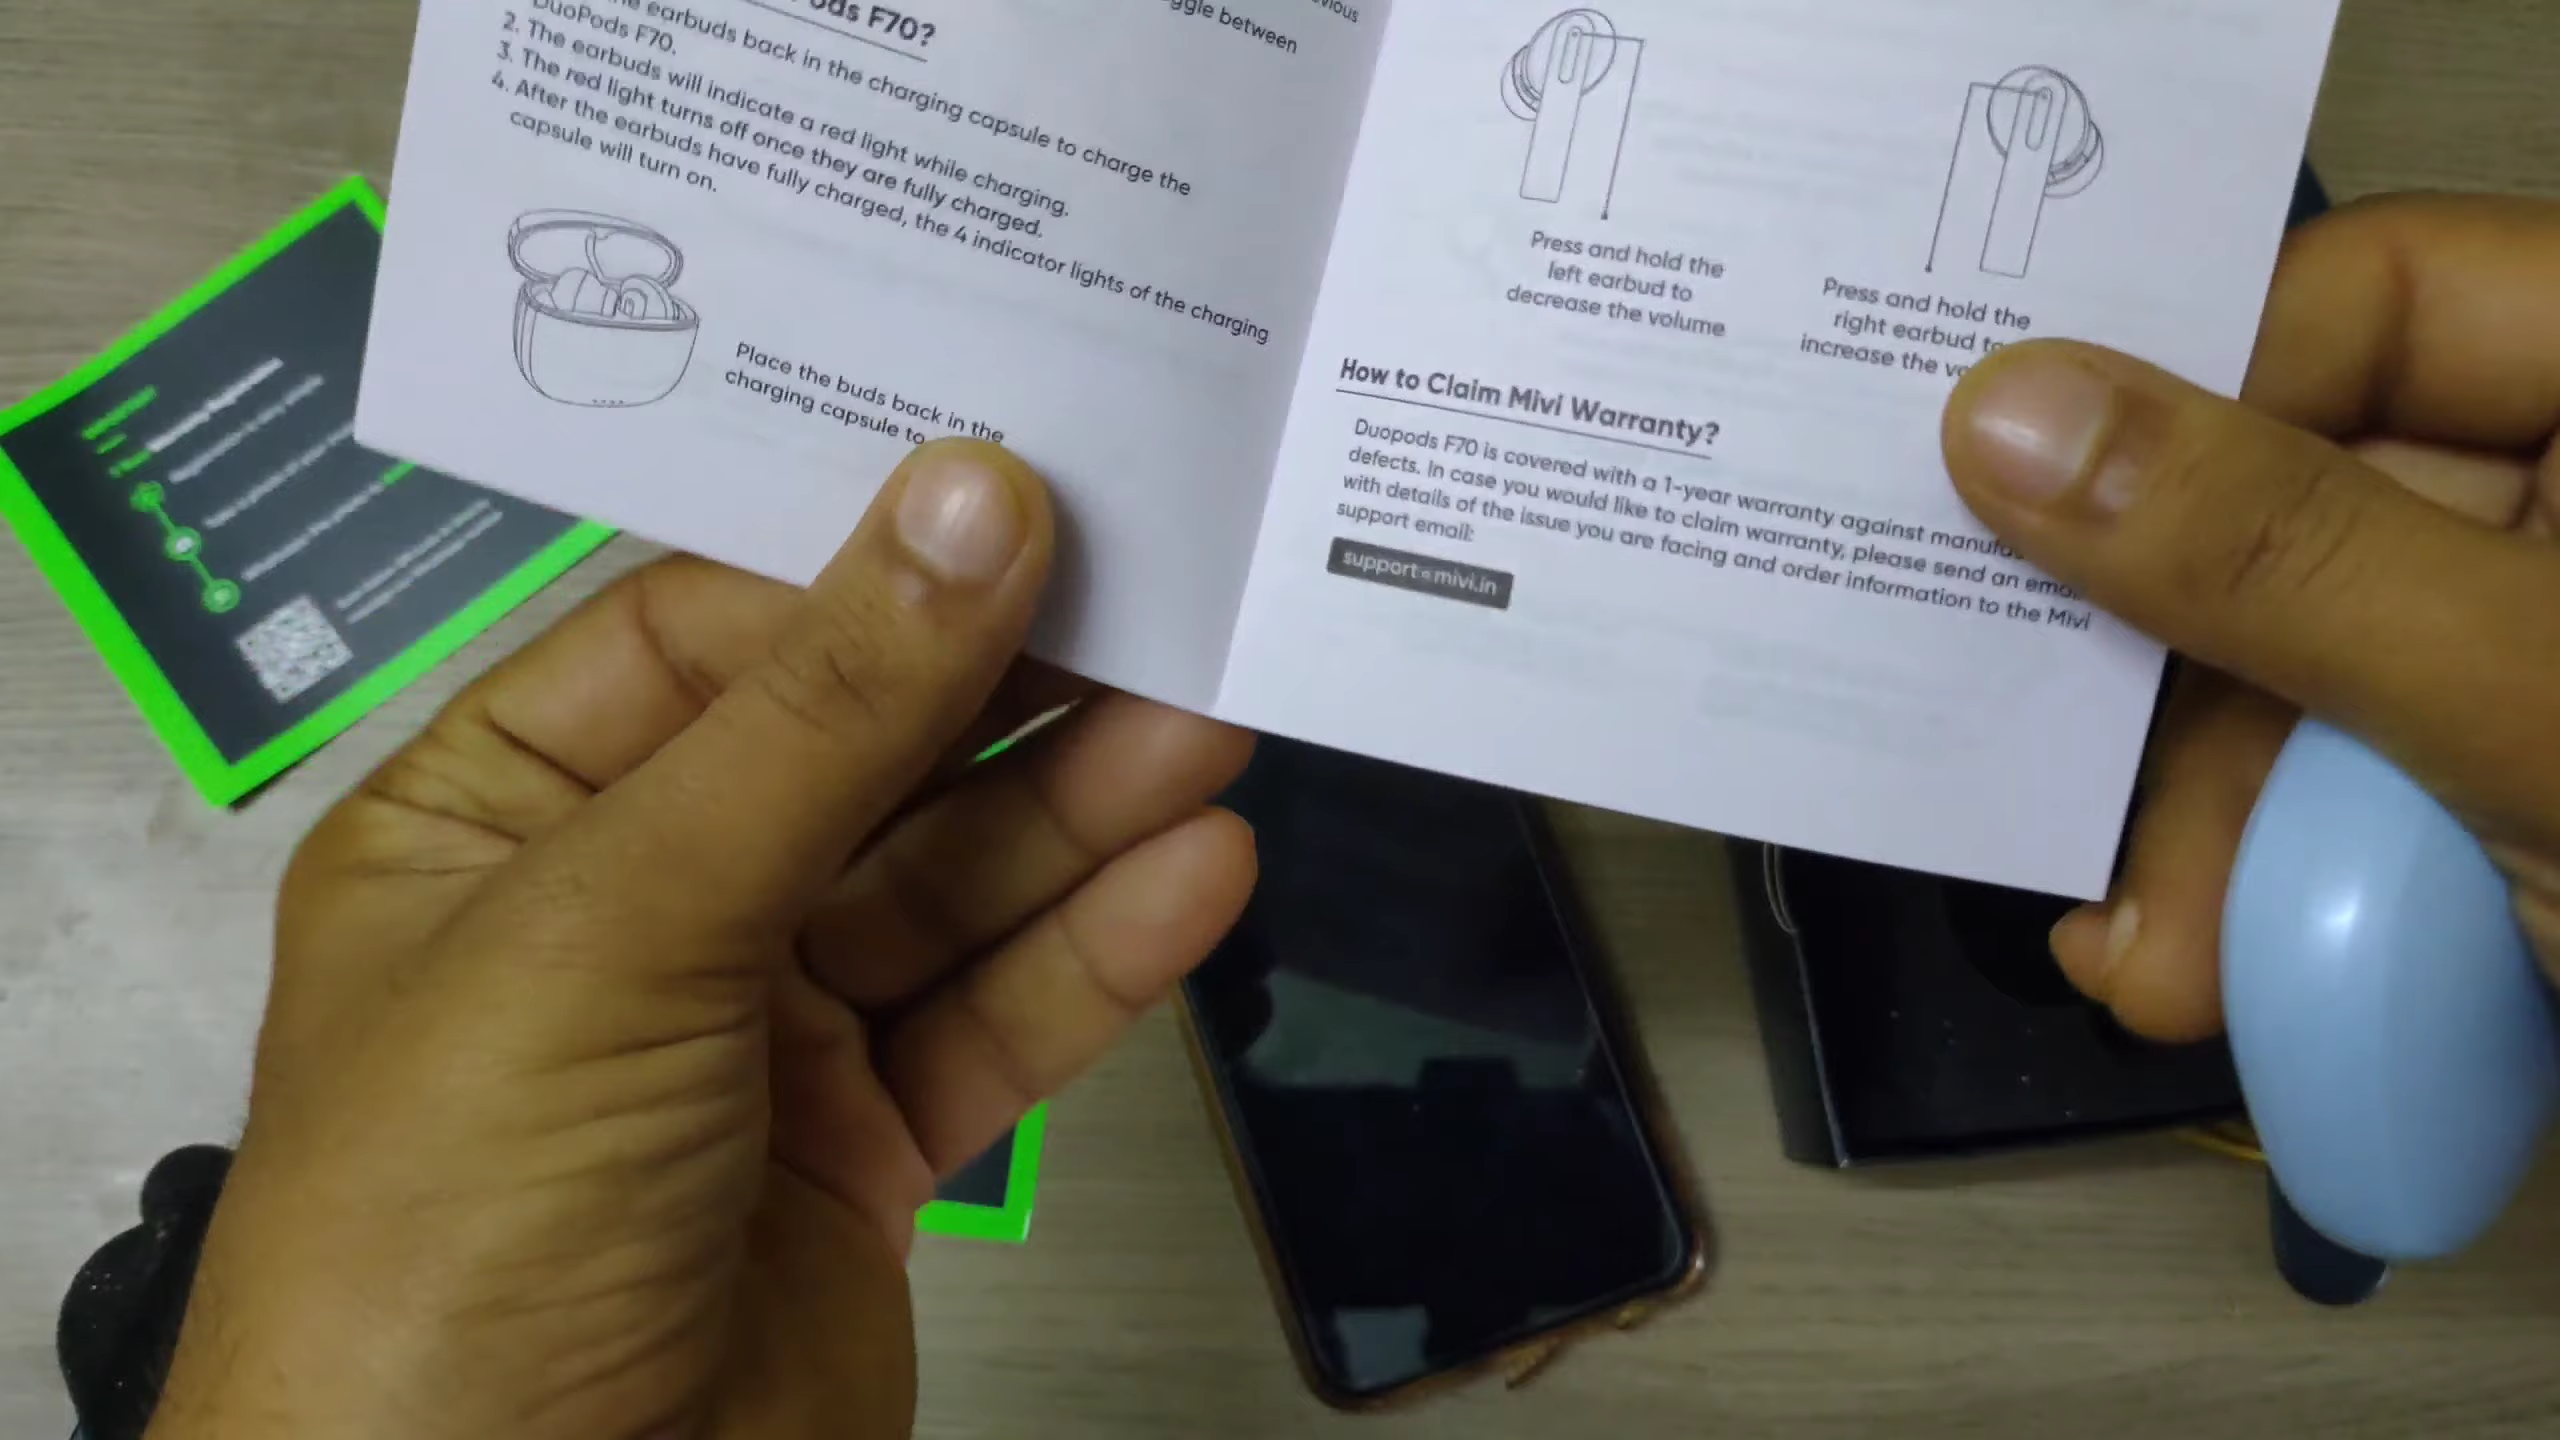 F70?
earbuds back in the charging capsule to charge the
DuoPods F70.
2. The earbuds will indicate a red light while charging.
3. The red light turns off once they are fully charged.
4. After the earbuds have fully charged, the 4 indicator lights of the charging
capsule will turn on.
Place the buds back in the
charging capsule to
between
Press and hold the
left earbud to
decrease the volume
Press and hold the
right earbud
increase the
How to Claim Mivi Warranty?
Duopods F70 is covered with a 1-year warranty against
defects. In case you would like to claim warranty, please send an
with details of the issue you are facing and order information to the Mivi
support email:
support@mivi.in